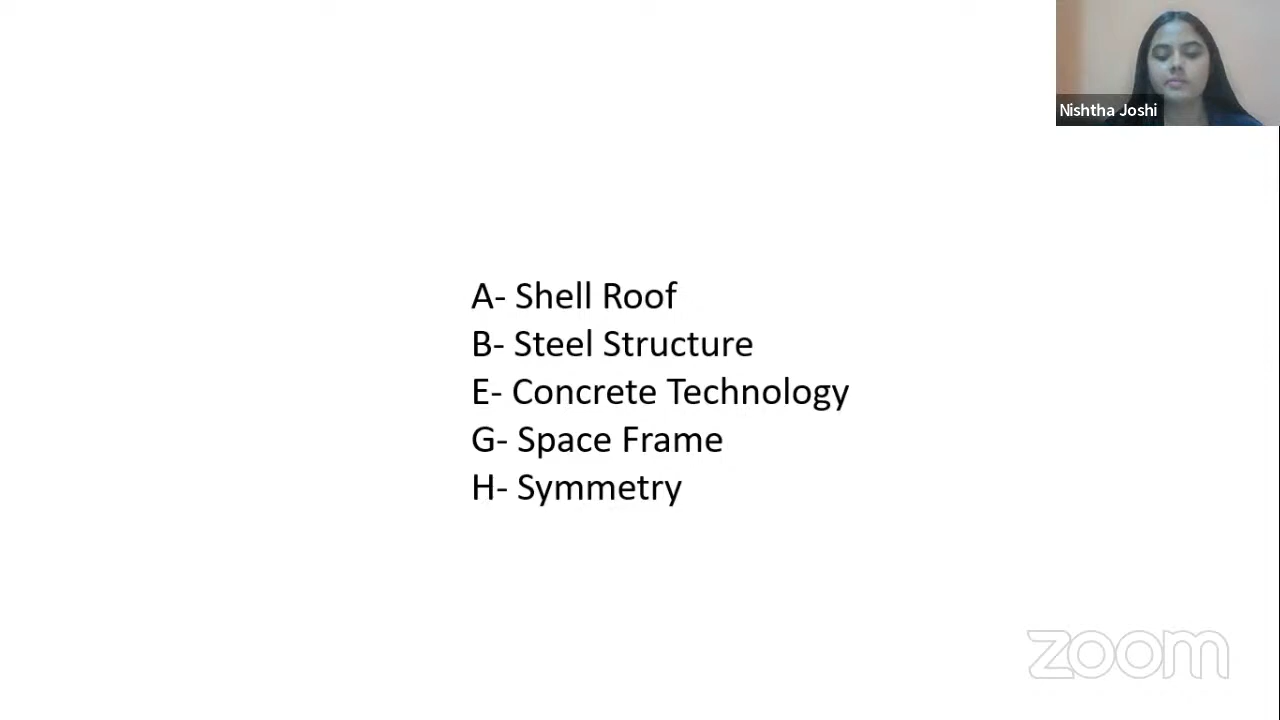 Nishtha Joshi
A- Shell Roof
B- Steel Structure
E- Concrete Technology
G- Space Frame
H- Symmetry
zoom